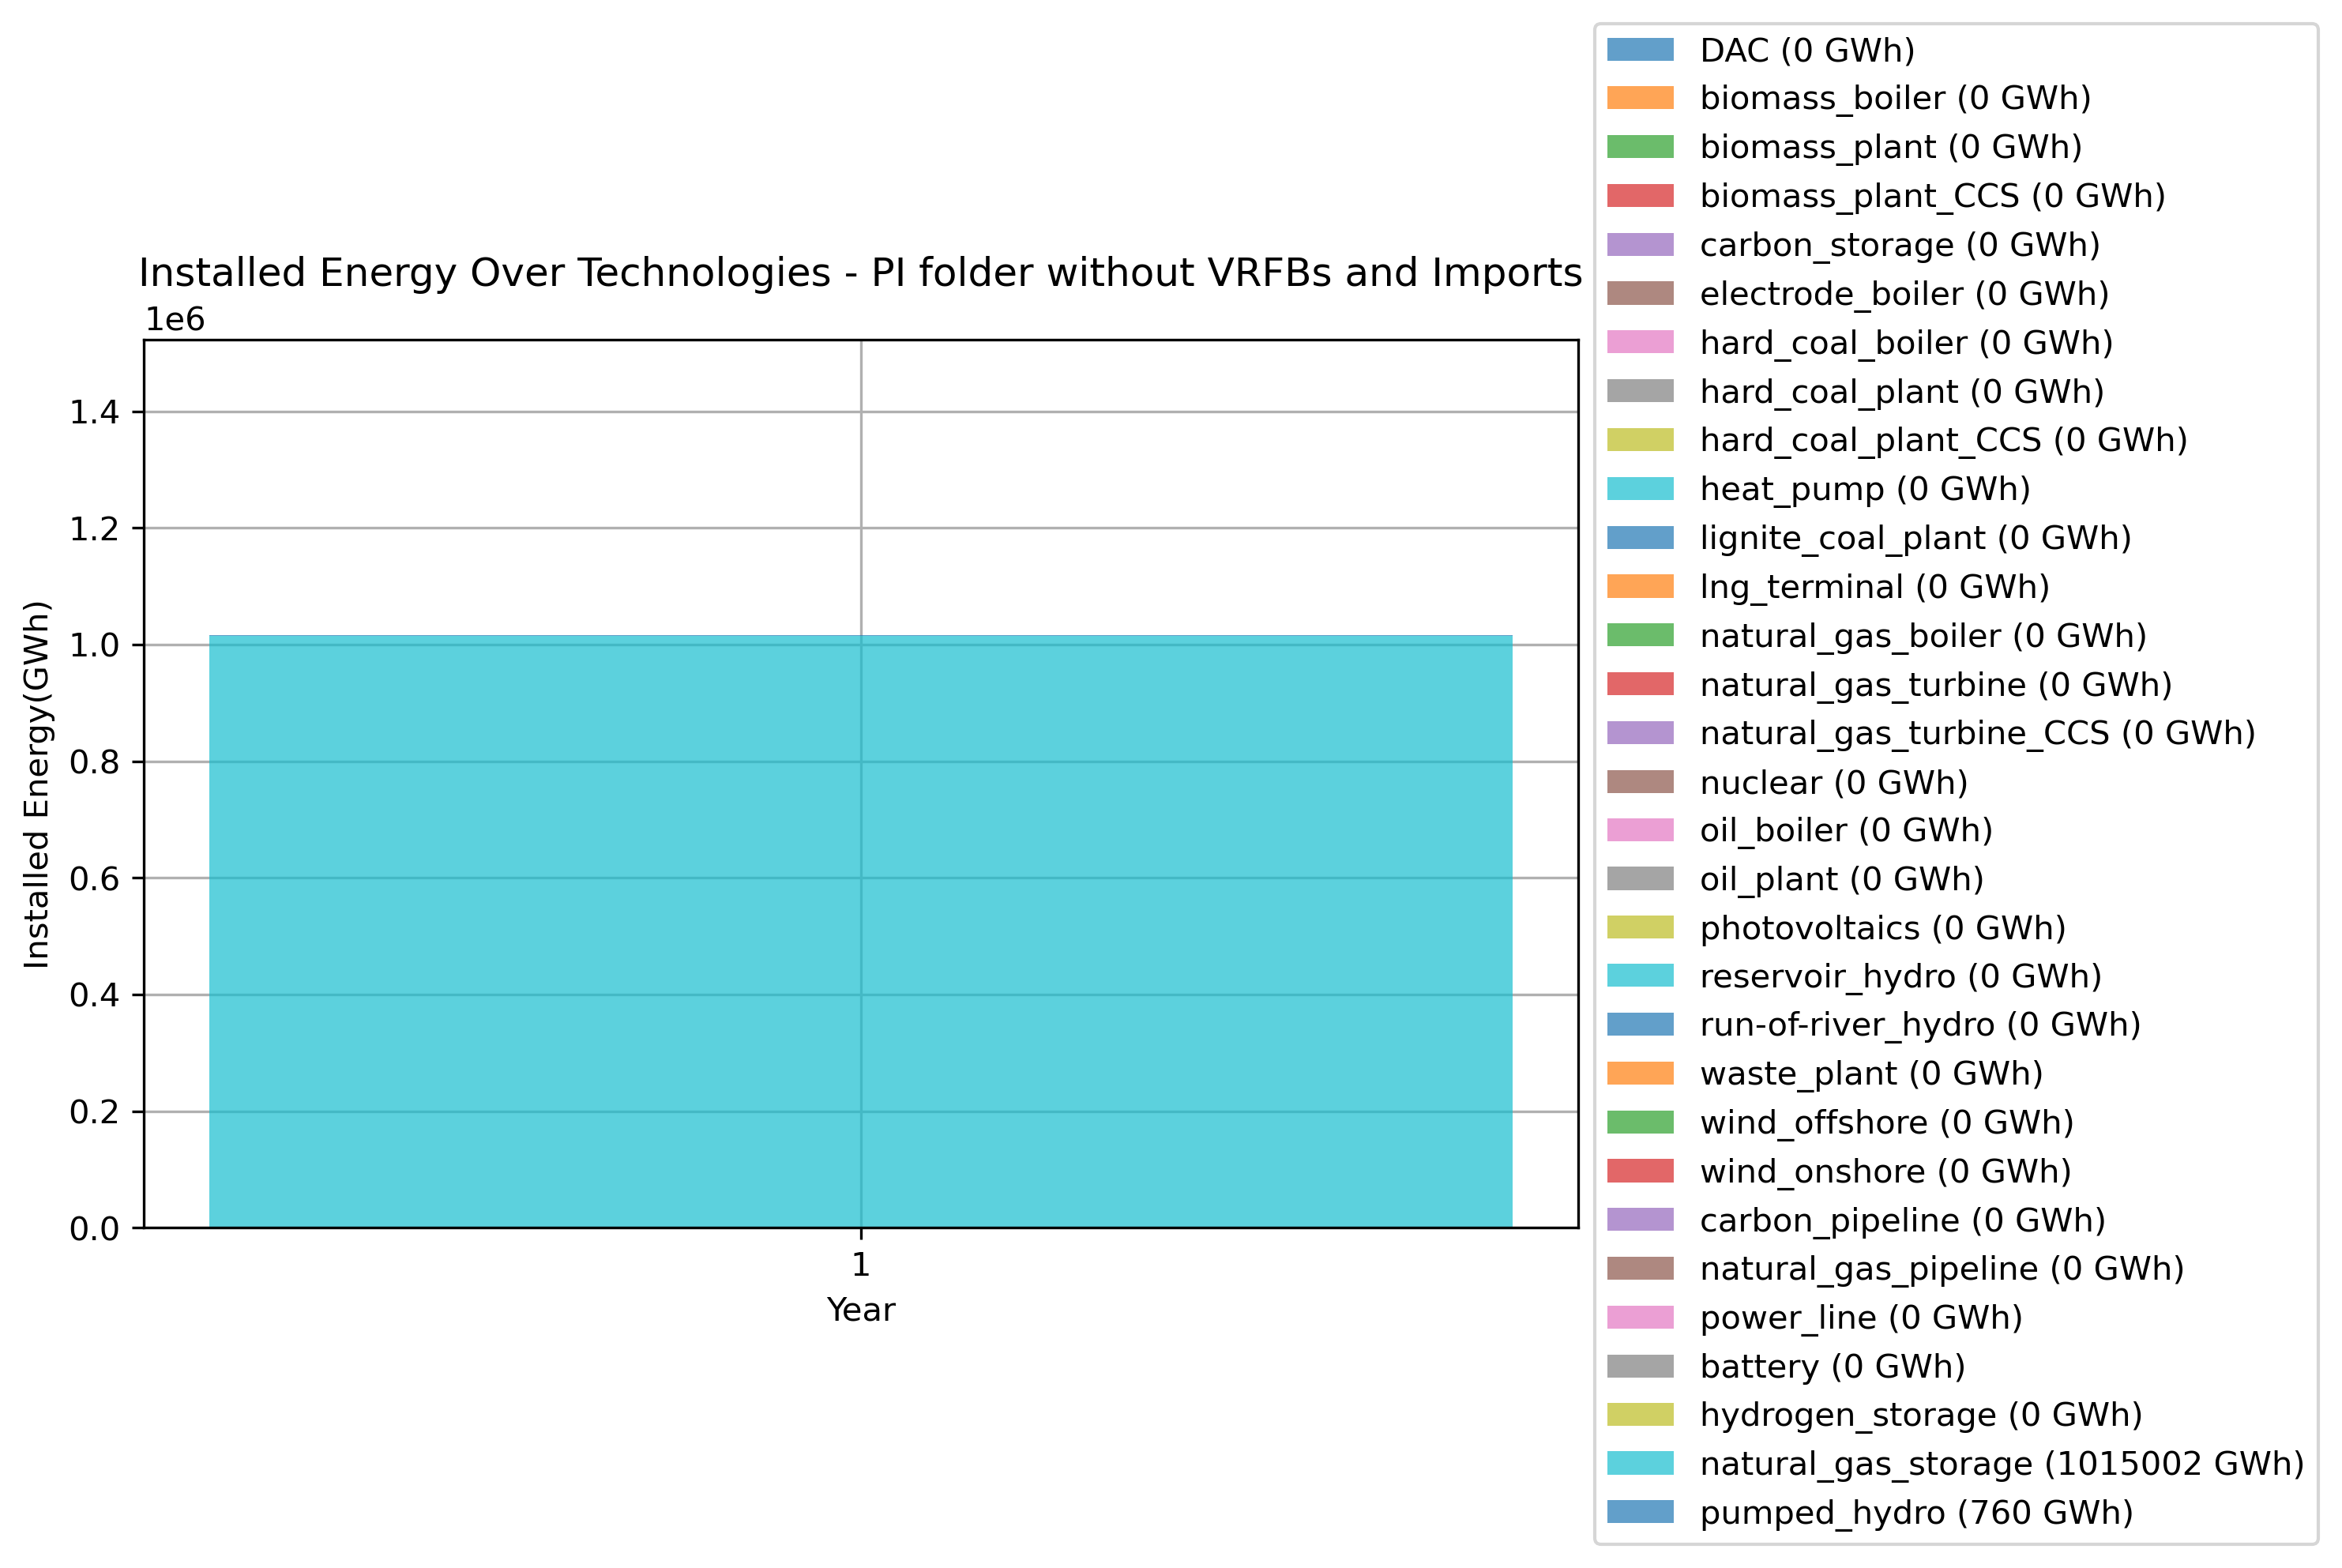 Installed Energy Over Technologies - PI folder without VRFBs and Imports
1e6
1.4
1.2
1.0
0.8
0.6
0.4
0.2
0.0
Installed Energy(GWh)
1
Year
DAC (0 GWh)
biomass_boiler (0 GWh)
biomass_plant (0 GWh)
biomass_plant_CCS (0 GWh)
carbon_storage (0 GWh)
electrode_boiler (0 GWh)
hard_coal_boiler (0 GWh)
hard_coal_plant (0 GWh)
hard_coal_plant_CCS (0 GWh)
heat_pump (0 GWh)
lignite_coal_plant (0 GWh)
lng_terminal (0 GWh)
natural_gas_boiler (0 GWh)
natural_gas_turbine (0 GWh)
natural_gas_turbine_CCS (0 GWh)
nuclear (0 GWh)
oil_boiler (0 GWh)
oil_plant (0 GWh)
photovoltaics (0 GWh)
reservoir_hydro (0 GWh)
run-of-river_hydro (0 GWh)
waste_plant (0 GWh)
wind_offshore (0 GWh)
wind_onshore (0 GWh)
carbon_pipeline (0 GWh)
natural_gas_pipeline (0 GWh)
power_line (0 GWh)
battery (0 GWh)
hydrogen_storage (0 GWh)
natural_gas_storage (1015002 GWh)
pumped_hydro (760 GWh)